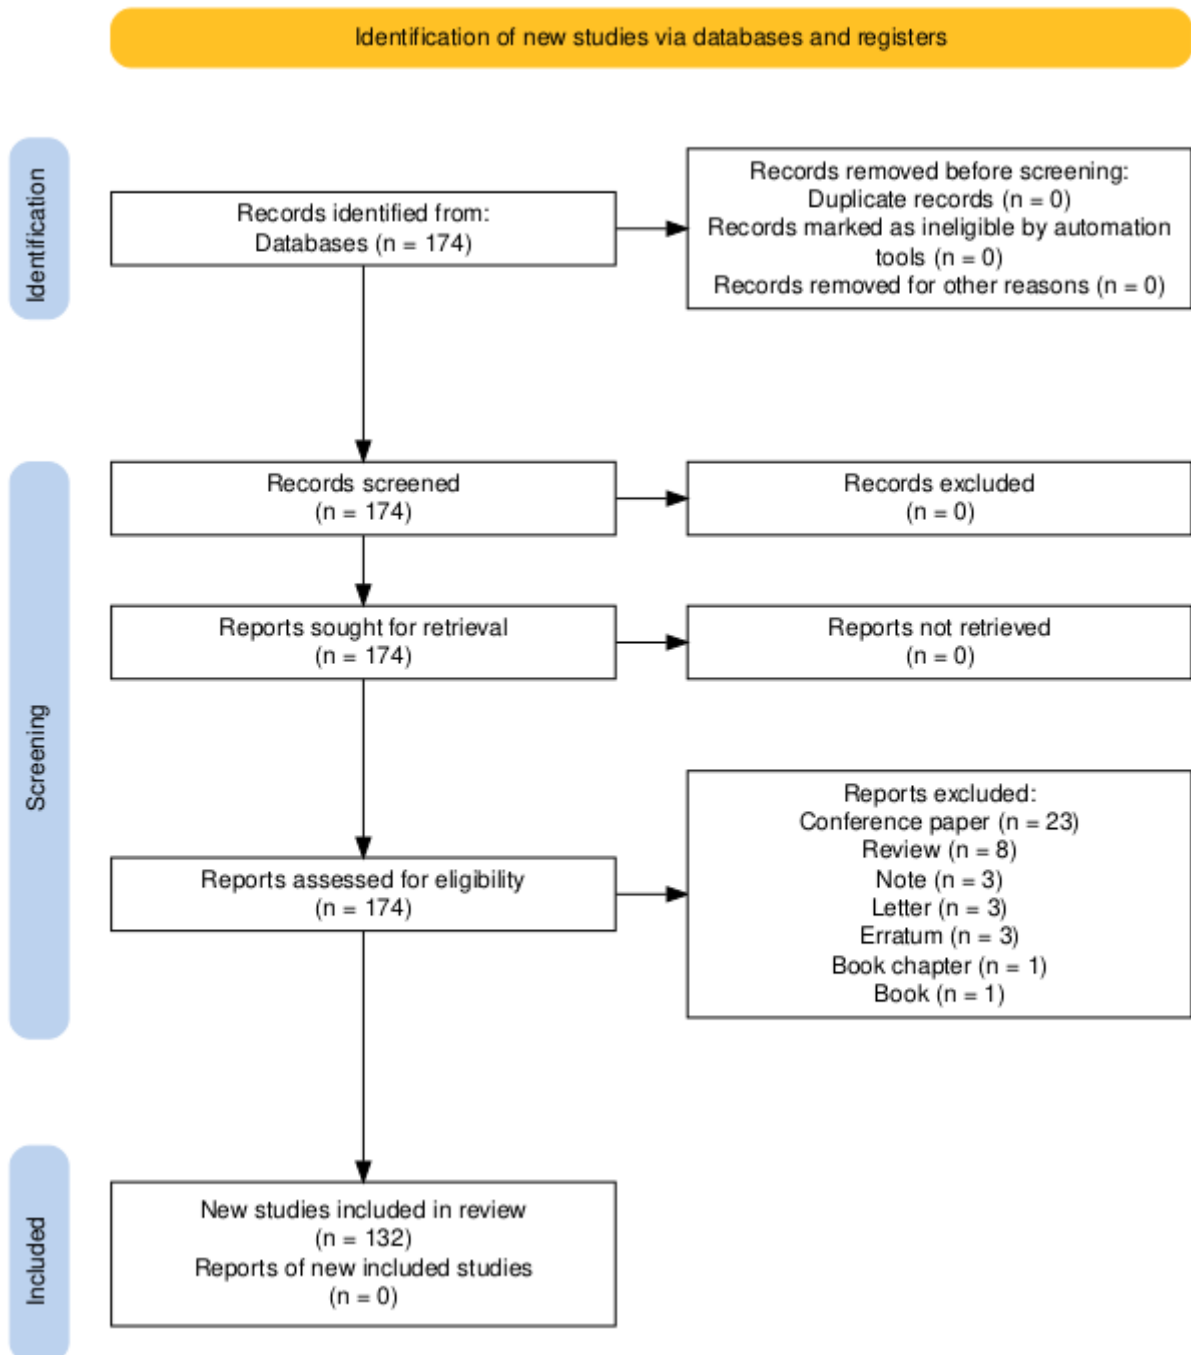 Identification of new studies via databases and registers
Identification
Records identified from:
Databases (n = 174)
Records removed before screening:
Duplicate records (n = 0)
Records marked as ineligible by automation
tools (n = 0)
Records removed for other reasons (n = 0)
Screening
Records screened
(n = 174)
Records excluded
(n = 0)
Reports sought for retrieval
(n = 174)
Reports not retrieved
(n = 0)
Reports assessed for eligibility
(n = 174)
Reports excluded:
Conference paper (n = 23)
Review (n = 8)
Note (n = 3)
Letter (n = 3)
Erratum (n = 3)
Book chapter (n = 1)
Book (n = 1)
Included
New studies included in review
(n = 132)
Reports of new included studies
(n = 0)